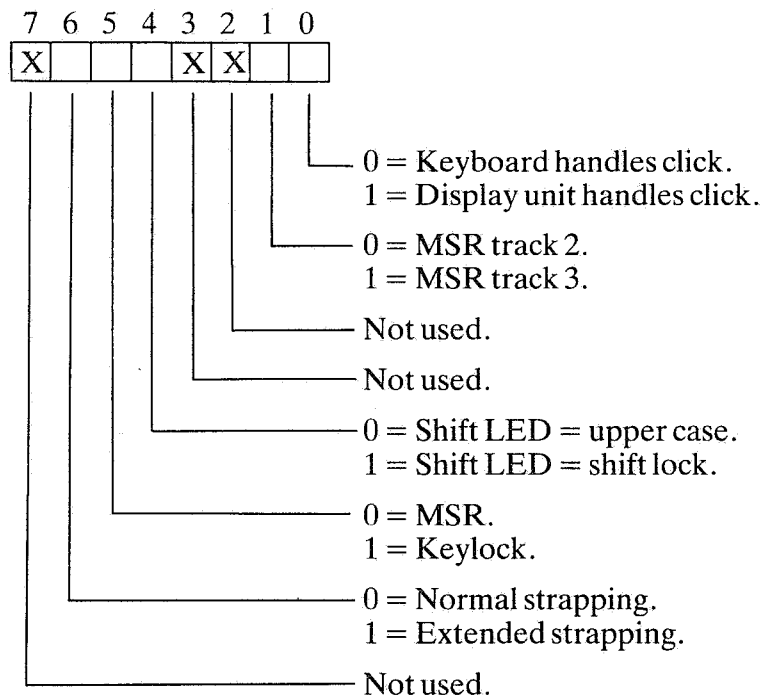 7 6 5 4 3 2 1 0
X X X
0 = Keyboard handles click.
1 = Display unit handles click.
0 = MSR track 2.
1 = MSR track 3.
Not used.
Not used.
0 = Shift LED = upper case.
1 = Shift LED = shift lock.
0 = MSR.
1 = Keylock.
0 = Normal strapping.
1 = Extended strapping.
Not used.